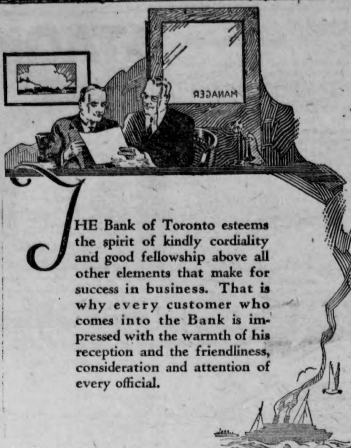 MANAGER
THE Bank of Toronto esteems
the spirit of kindly cordiality
and good fellowship above all
other elements that make for
success in business. That is
why every customer who
comes into the Bank is im-
pressed with the warmth of his
reception and the friendliness,
consideration and attention of
every official.